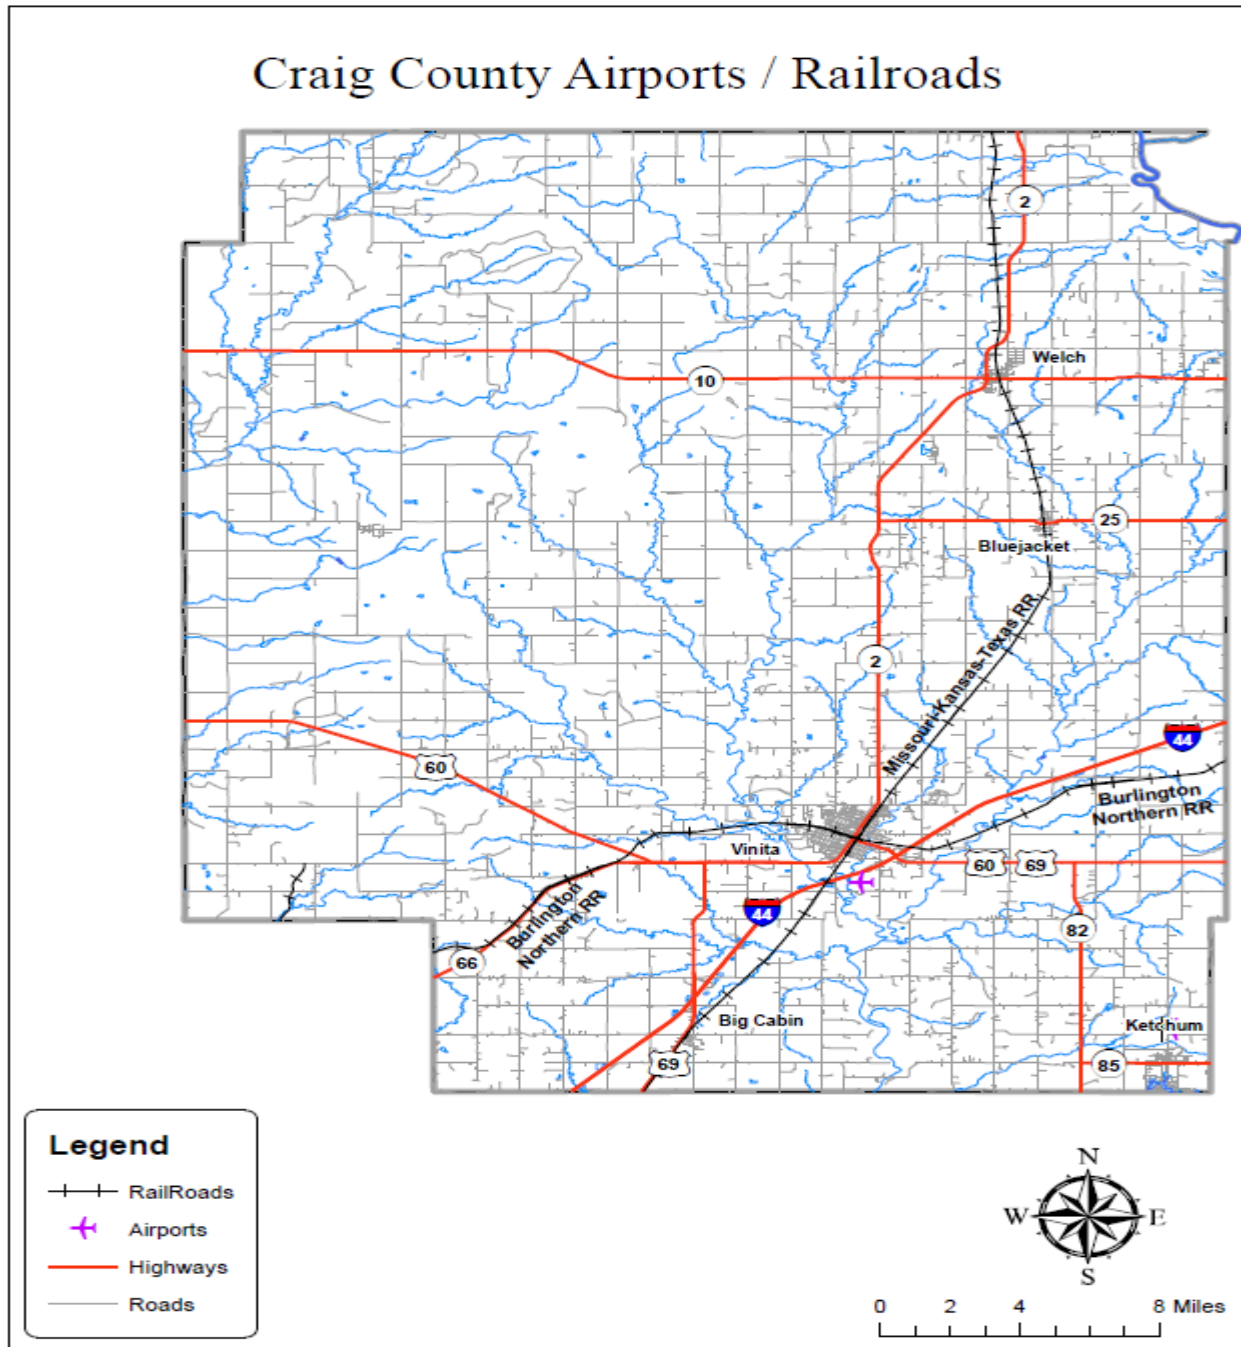 Craig County Airports / Railroads
2
Welch
10
25
Bluejacket
Missouri-Kansas-Texas RR
2
44
60
Burlington
Northern RR
Vinita
60
69
Burlington
Northern RR
44
82
66
Big Cabin
Ketchum
69
85
Legend
RailRoads
Airports
Highways
Roads
N
W
E
S
0 2 4 8 Miles